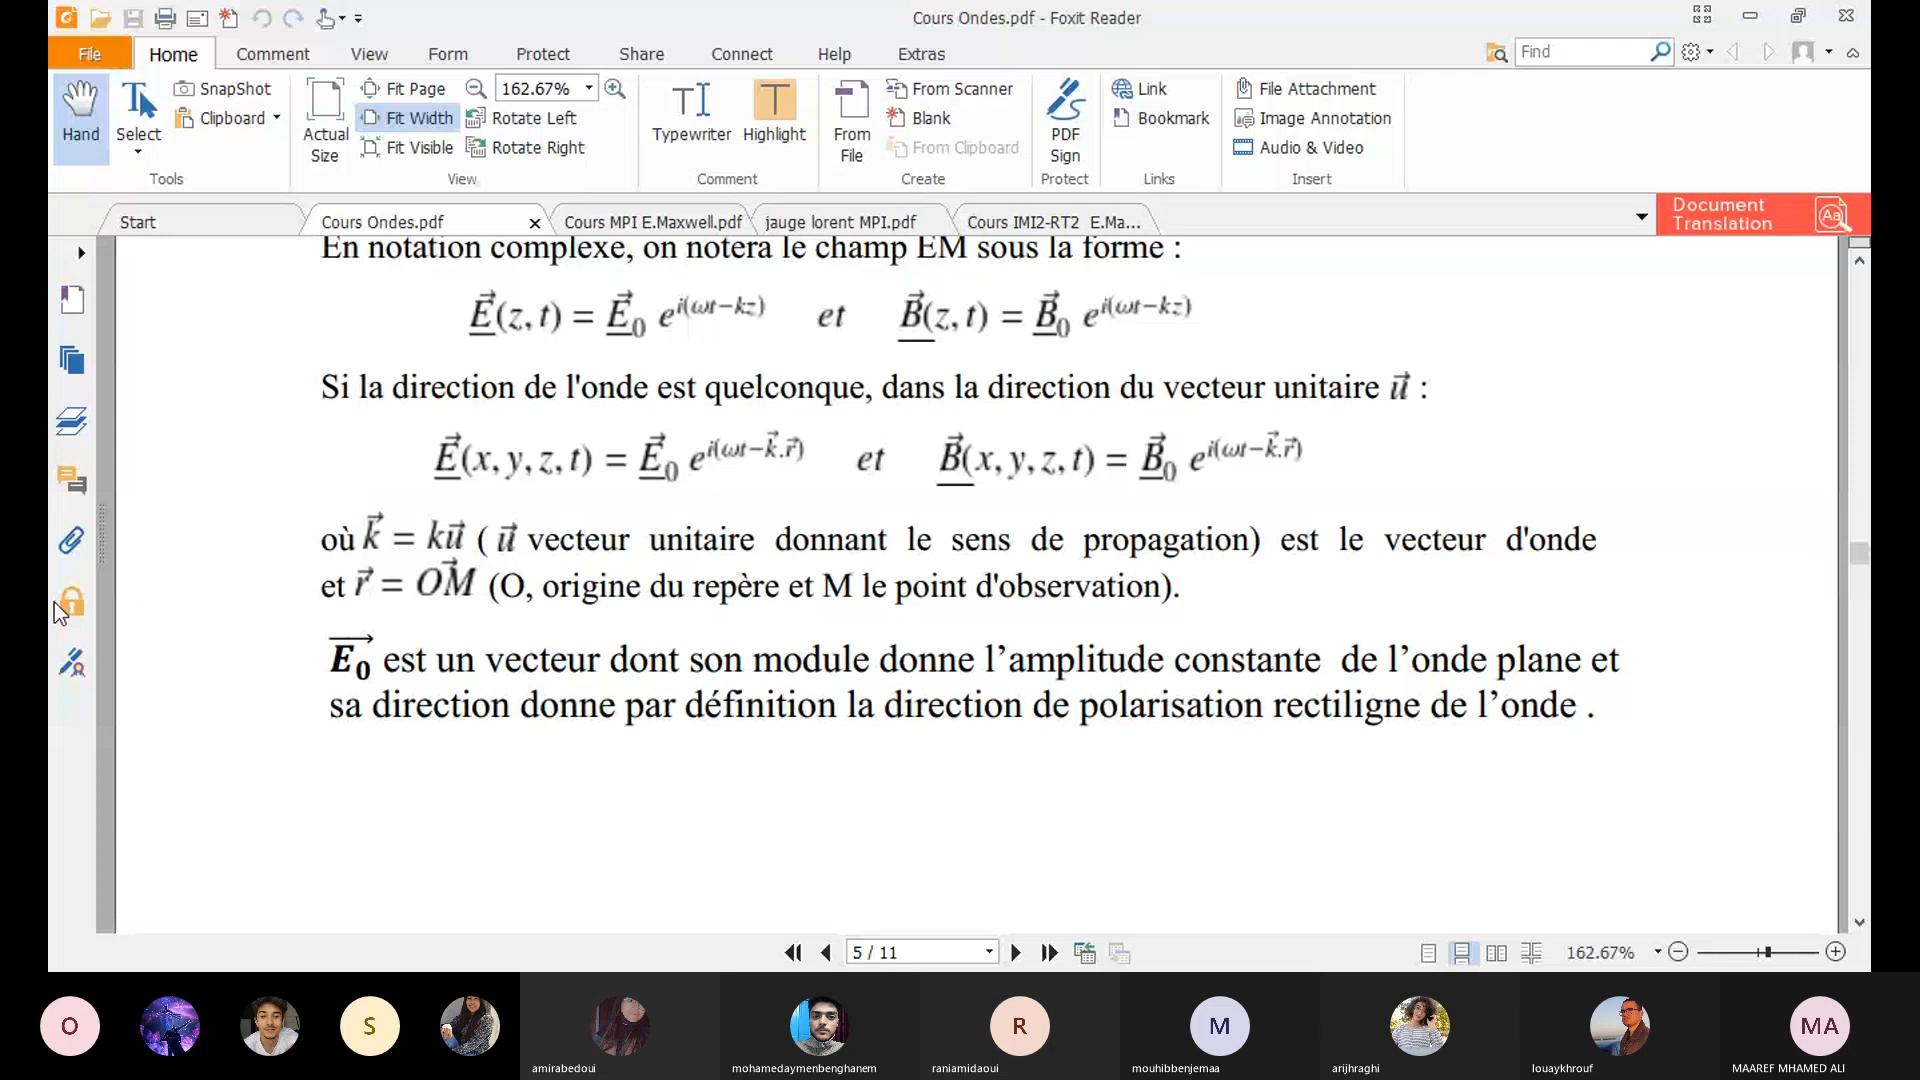 Cours Ondes.pdf - Foxit Reader
File Home Comment View Form Protect Share Connect Help Extras Find
Hand
Select
SnapShot
Clipboard
Tools
Actual Size
Fit Page
Fit Width
Fit Visible
162.67%
Rotate Left
Rotate Right
View
Typewriter
Highlight
Comment
From File
From Scanner
Blank
From Clipboard
Create
PDF Sign
Protect
Link
Bookmark
Links
File Attachment
Image Annotation
Audio & Video
Insert
Start
Cours Ondes.pdf
Cours MPI E.Maxwell.pdf
jauge lorent MPI.pdf
Cours IMI2-RT2 E.Ma...
Document
Translation
Aa
En notation complexe, on notera le champ EM sous la forme :
E⃗(z, t) = E⃗₀ e^{i(ωt−kz)} et B⃗(z, t) = B⃗₀ e^{i(ωt−kz)}
Si la direction de l'onde est quelconque, dans la direction du vecteur unitaire u⃗ :
E⃗(x, y, z, t) = E⃗₀ e^{i(ωt−k⃗.r⃗)} et B⃗(x, y, z, t) = B⃗₀ e^{i(ωt−k⃗.r⃗)}
où k⃗ = ku⃗ ( u⃗ vecteur unitaire donnant le sens de propagation) est le vecteur d'onde
et r⃗ = OM⃗ (O, origine du repère et M le point d'observation).
E₀⃗ est un vecteur dont son module donne l’amplitude constante de l’onde plane et
sa direction donne par définition la direction de polarisation rectiligne de l’onde .
5 / 11
162.67%
O
S
R
M
MA
amirabedoui
mohamedaymenbenghanem
raniamidaoui
mouhibbenjemaa
arijhraghi
louaykhrouf
MAAREF MHAMED ALI